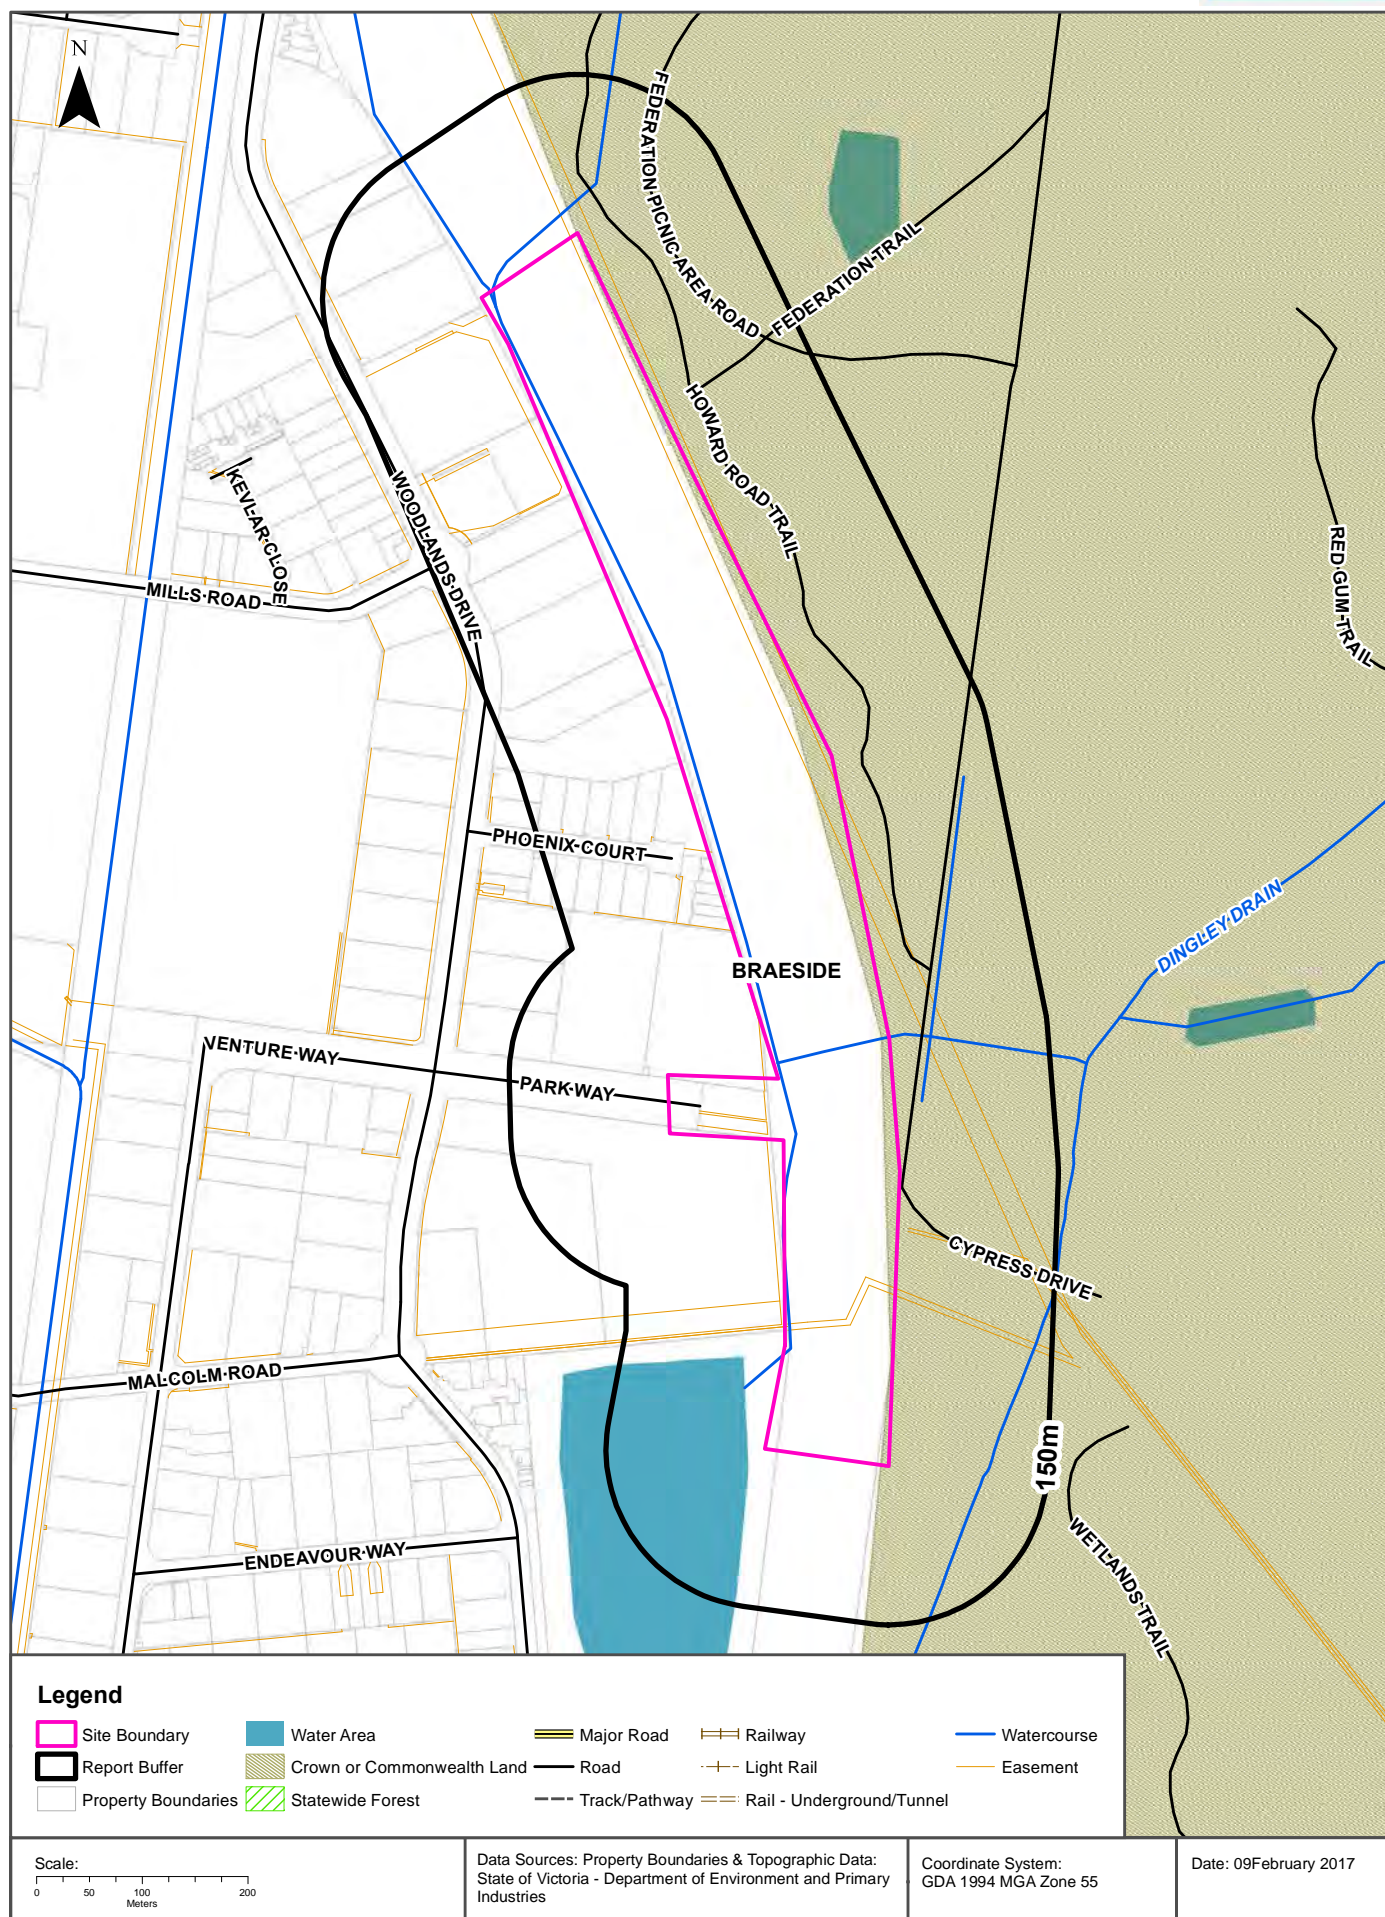 N
FEDERATION PICNIC AREA ROAD
FEDERATION TRAIL
HOWARD ROAD TRAIL
RED GUM TRAIL
KEVLAR CLOSE
WOODLANDS DRIVE
MILLS ROAD
PHOENIX COURT
BRAESIDE
DINGLEY DRAIN
VENTURE WAY
PARK WAY
CYPRESS DRIVE
MALCOLM ROAD
150m
WETLANDS TRAIL
ENDEAVOUR WAY
Legend
Site Boundary
Report Buffer
Property Boundaries
Water Area
Crown or Commonwealth Land
Statewide Forest
Major Road
Road
Track/Pathway
Railway
Light Rail
Rail - Underground/Tunnel
Watercourse
Easement
Scale:
0 50 100 200
Meters
Data Sources: Property Boundaries & Topographic Data:
State of Victoria - Department of Environment and Primary
Industries
Coordinate System:
GDA 1994 MGA Zone 55
Date: 09February 2017